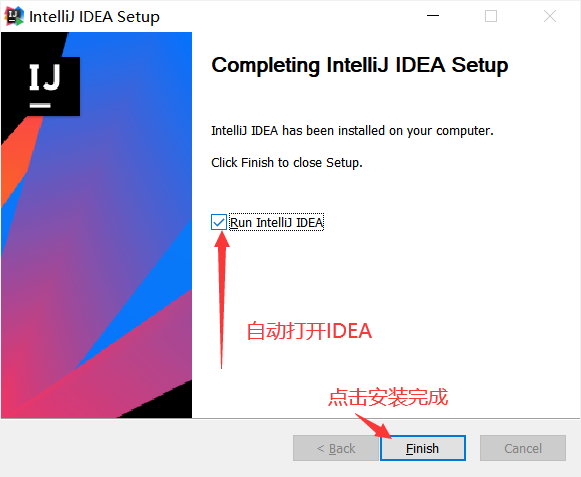 IntelliJ IDEA Setup
IJ
Completing IntelliJ IDEA Setup
IntelliJ IDEA has been installed on your computer.
Click Finish to close Setup.
Run IntelliJ IDEA
自动打开IDEA
点击安装完成
< Back
Finish
Cancel